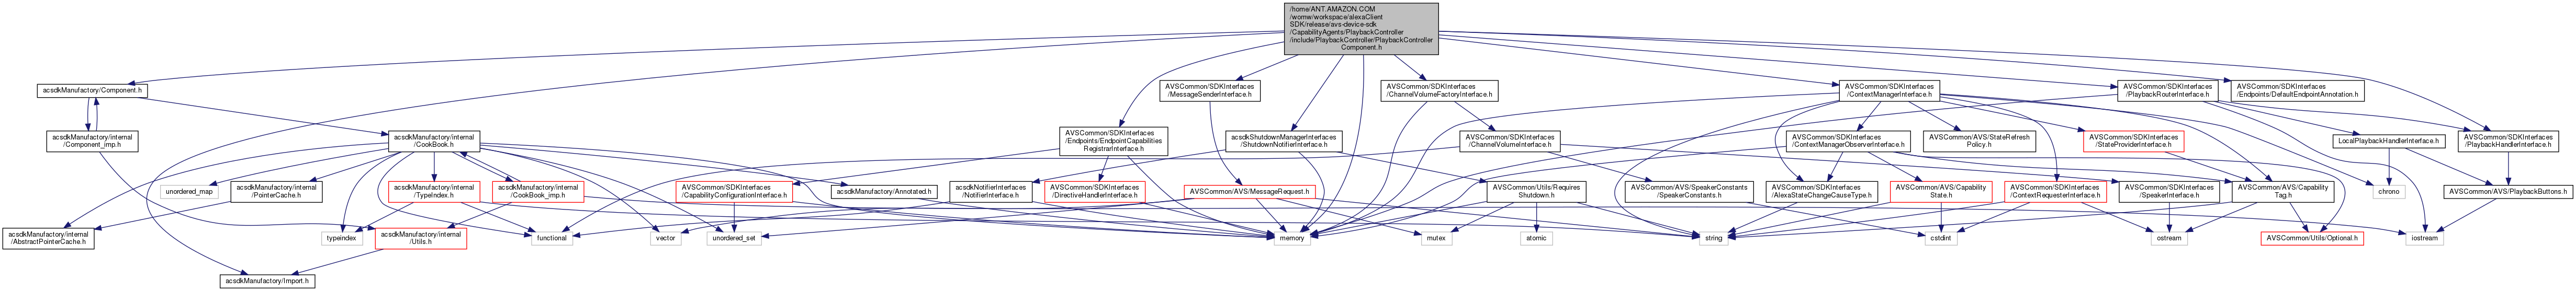 /home/ANT.AMAZON.COM
/womw/workspace/alexaClient
SDK/release/avs-device-sdk
/CapabilityAgents/PlaybackController
/include/PlaybackController/PlaybackController
Component.h
acsdkManufactory/Component.h
AVSCommon/SDKInterfaces
/MessageSenderInterface.h
AVSCommon/SDKInterfaces
/ChannelVolumeFactoryInterface.h
AVSCommon/SDKInterfaces
/ContextManagerInterface.h
AVSCommon/SDKInterfaces
/PlaybackRouterInterface.h
AVSCommon/SDKInterfaces
/Endpoints/DefaultEndpointAnnotation.h
acsdkManufactory/internal
/Component_imp.h
acsdkManufactory/internal
/CookBook.h
AVSCommon/SDKInterfaces
/Endpoints/EndpointCapabilities
RegistrarInterface.h
acsdkShutdownManagerInterfaces
/ShutdownNotifierInterface.h
AVSCommon/SDKInterfaces
/ChannelVolumeInterface.h
AVSCommon/SDKInterfaces
/ContextManagerObserverInterface.h
AVSCommon/AVS/StateRefresh
Policy.h
AVSCommon/SDKInterfaces
/StateProviderInterface.h
LocalPlaybackHandlerInterface.h
AVSCommon/SDKInterfaces
/PlaybackHandlerInterface.h
unordered_map
acsdkManufactory/internal
/PointerCache.h
acsdkManufactory/internal
/TypeIndex.h
acsdkManufactory/internal
/CookBook_imp.h
AVSCommon/SDKInterfaces
/CapabilityConfigurationInterface.h
acsdkManufactory/Annotated.h
acsdkNotifierInterfaces
/NotifierInterface.h
AVSCommon/SDKInterfaces
/DirectiveHandlerInterface.h
AVSCommon/AVS/MessageRequest.h
AVSCommon/Utils/Requires
Shutdown.h
AVSCommon/AVS/SpeakerConstants
/SpeakerConstants.h
AVSCommon/SDKInterfaces
/AlexaStateChangeCauseType.h
AVSCommon/AVS/Capability
State.h
AVSCommon/SDKInterfaces
/ContextRequesterInterface.h
AVSCommon/SDKInterfaces
/SpeakerInterface.h
AVSCommon/AVS/Capability
Tag.h
chrono
AVSCommon/AVS/PlaybackButtons.h
acsdkManufactory/internal
/AbstractPointerCache.h
typeindex
acsdkManufactory/internal
/Utils.h
functional
vector
unordered_set
memory
mutex
atomic
string
cstdint
ostream
AVSCommon/Utils/Optional.h
iostream
acsdkManufactory/Import.h